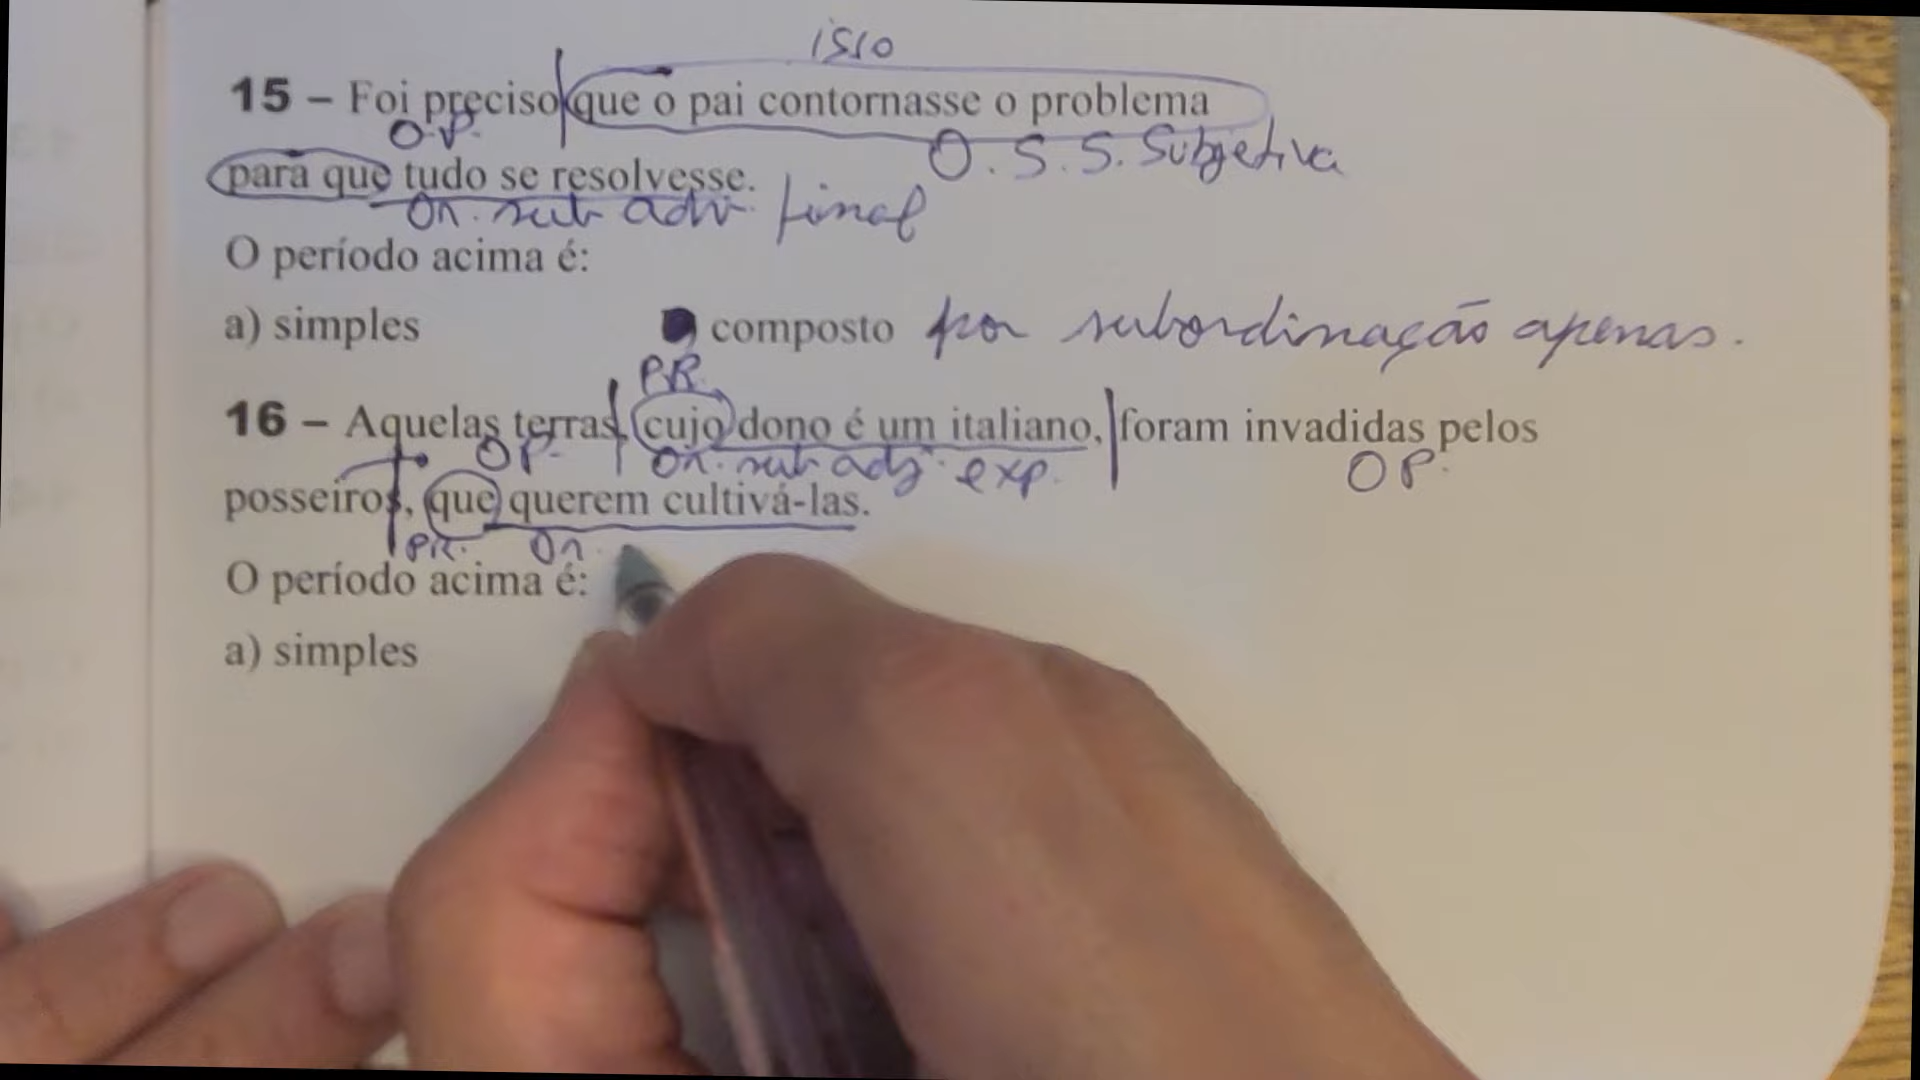 isso
15 – Foi preciso que o pai contornasse o problema
O.P. O.S.S. Subjetiva
para que tudo se resolvesse.
Or. sub adv. final
O período acima é:
a) simples composto por subordinação apenas.
P.R.
16 – Aquelas terras, cujo dono é um italiano, foram invadidas pelos
OP. Or. sub adj. exp. OP.
posseiros, que querem cultivá-las.
PR. Or.
O período acima é:
a) simples